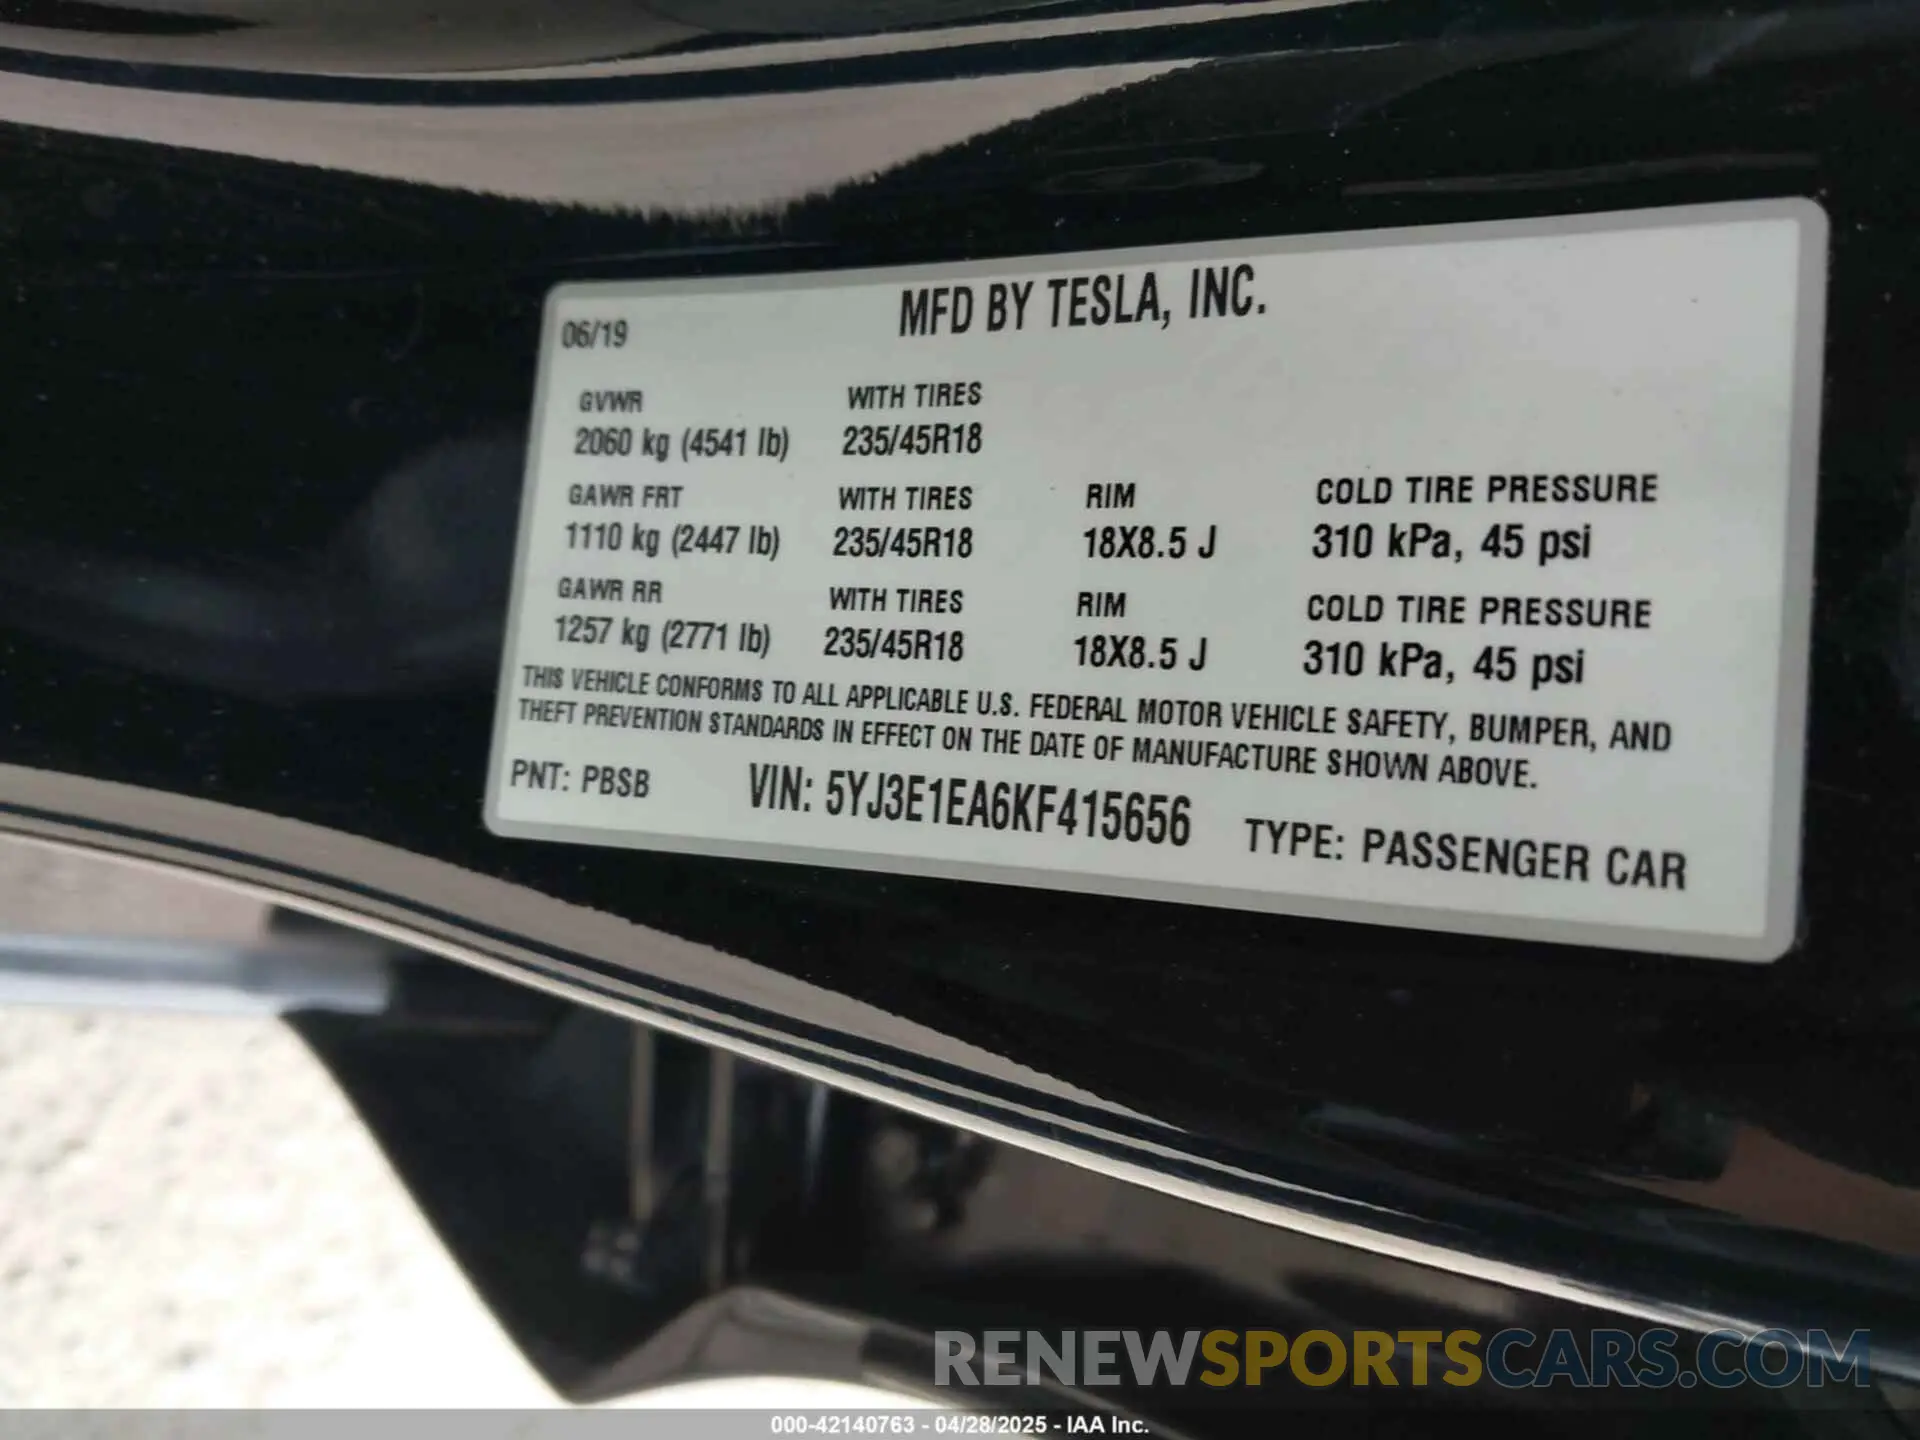 06/19
MFD BY TESLA, INC.
GVWR WITH TIRES
2060 kg (4541 lb) 235/45R18
GAWR FRT WITH TIRES RIM COLD TIRE PRESSURE
1110 kg (2447 lb) 235/45R18 18X8.5 J 310 kPa, 45 psi
GAWR RR WITH TIRES RIM COLD TIRE PRESSURE
1257 kg (2771 lb) 235/45R18 18X8.5 J 310 kPa, 45 psi
THIS VEHICLE CONFORMS TO ALL APPLICABLE U.S. FEDERAL MOTOR VEHICLE SAFETY, BUMPER, AND
THEFT PREVENTION STANDARDS IN EFFECT ON THE DATE OF MANUFACTURE SHOWN ABOVE.
PNT: PBSB VIN: 5YJ3E1EA6KF415656 TYPE: PASSENGER CAR
RENEWSPORTSCARS.COM
000-42140763 - 04/28/2025 - IAA Inc.